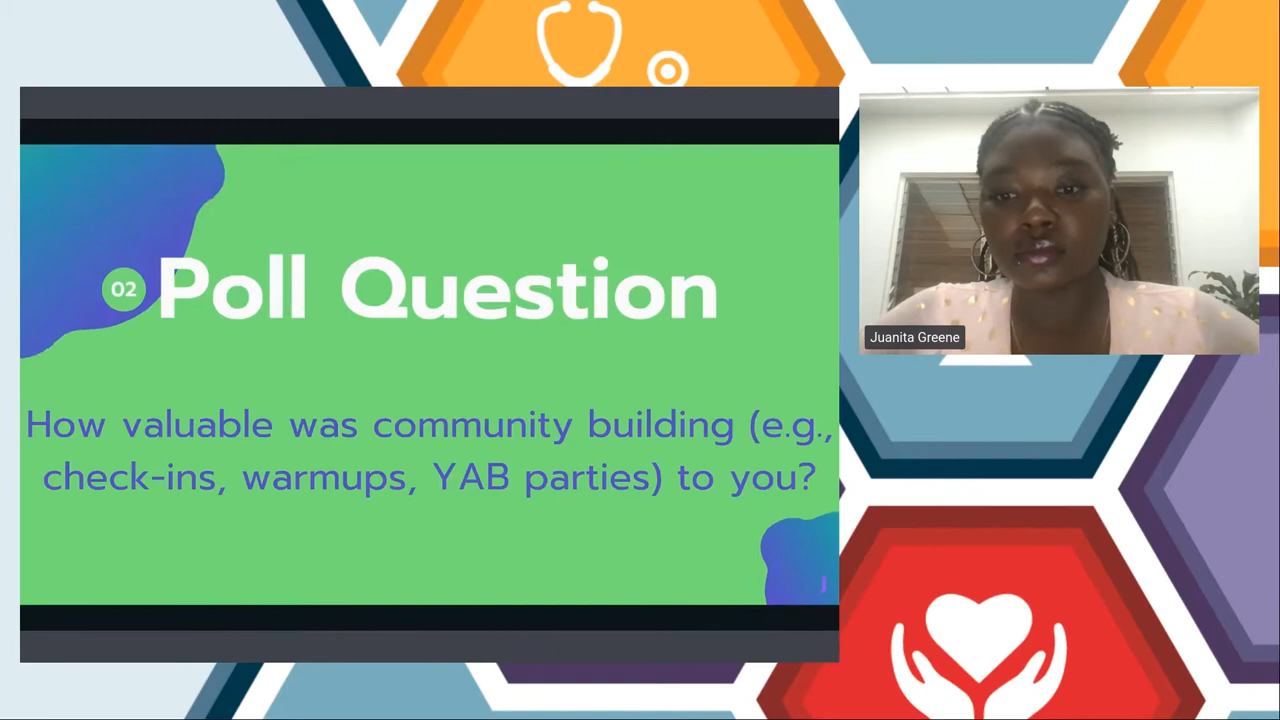 02
Poll Question
How valuable was community building (e.g.,
check-ins, warmups, YAB parties) to you?
J
Juanita Greene